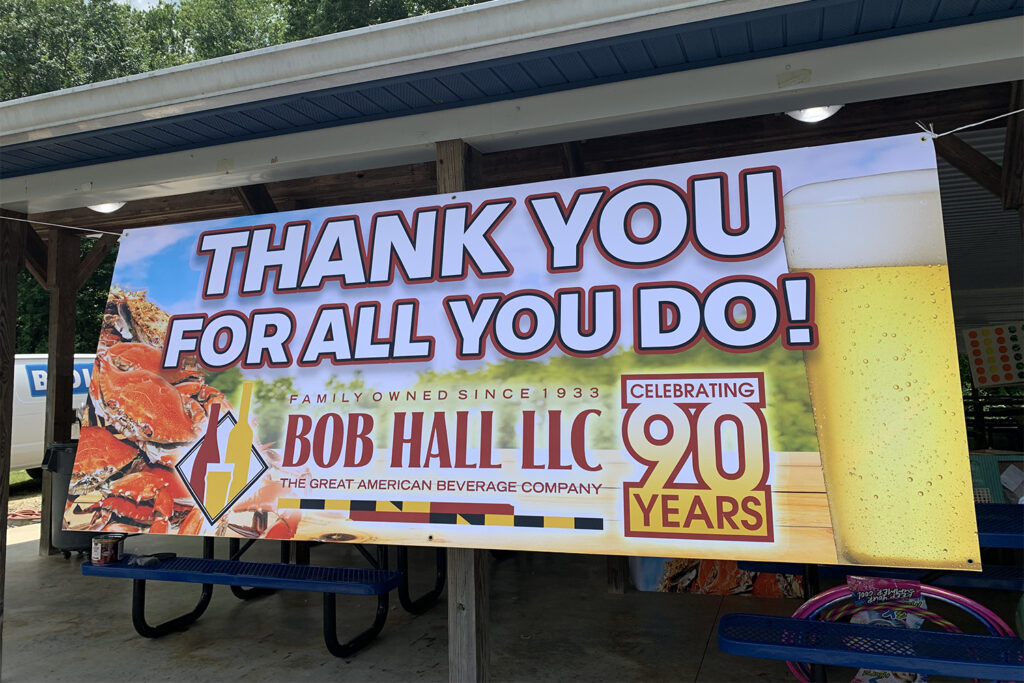 THANK YOU
FOR ALL YOU DO!
FAMILY OWNED SINCE 1933
BOB HALL LLC
THE GREAT AMERICAN BEVERAGE COMPANY
CELEBRATING
90
YEARS